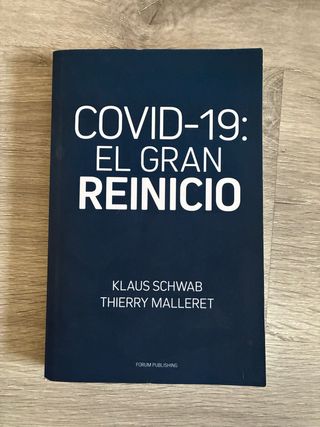 COVID-19:
EL GRAN
REINICIO
KLAUS SCHWAB
THIERRY MALLERET
FORUM PUBLISHING